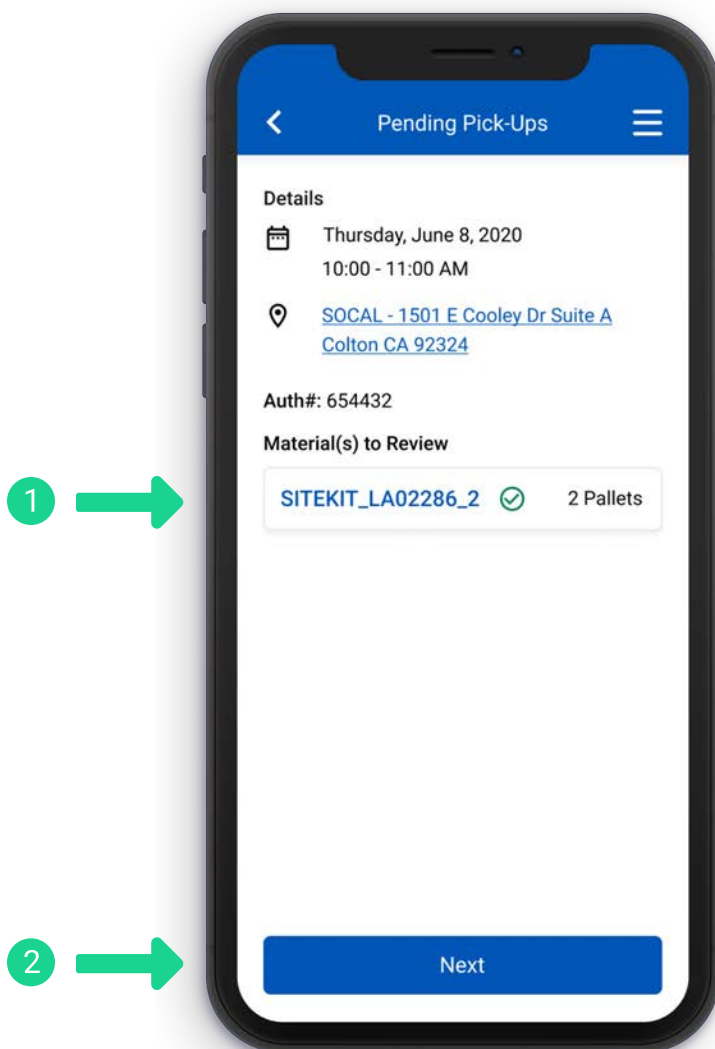 Pending Pick-Ups
Details
Thursday, June 8, 2020
10:00 - 11:00 AM
SOCAL - 1501 E Cooley Dr Suite A
Colton CA 92324
Auth#: 654432
Material(s) to Review
1
SITEKIT_LA02286_2 2 Pallets
2
Next